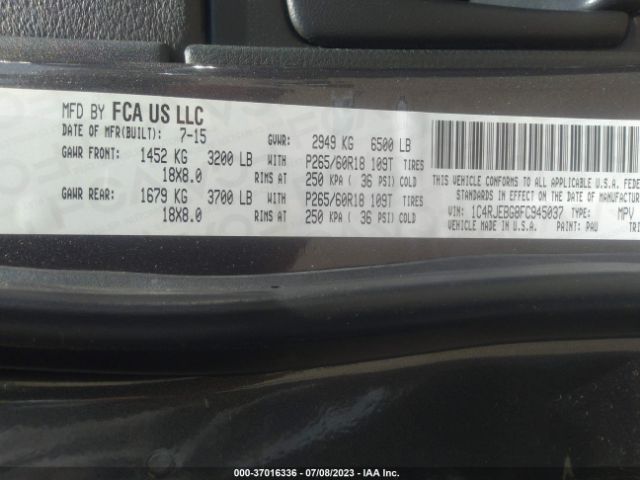 MFD BY FCA US LLC
DATE OF MFR(BUILT): 7-15 GVWR: 2949 KG 6500 LB
GAWR FRONT: 1452 KG 3200 LB WITH P265/60R18 109T TIRES
18X8.0 RIMS AT 250 KPA ( 36 PSI) COLD
GAWR REAR: 1679 KG 3700 LB WITH P265/60R18 109T TIRES
18X8.0 RIMS AT 250 KPA ( 36 PSI) COLD
THIS VEHICLE CONFORMS TO ALL APPLICABLE U.S.A.
STANDARDS IN EFFECT ON THE DATE OF MANUFACTUR
VIN: 1C4RJEBG8FC945037 TYPE: MPV
VEHICLE MADE IN U.S.A. PAINT: PAU TRI
000-37016336 - 07/08/2023 - IAA Inc.